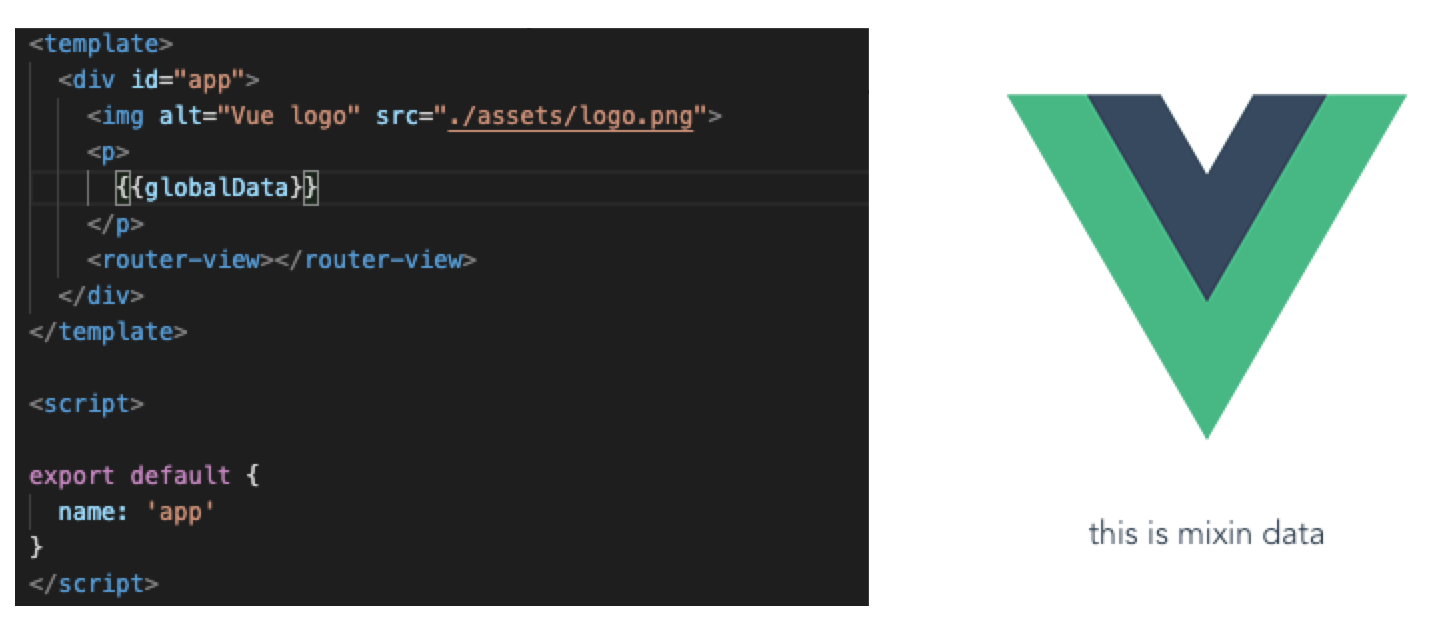 <template>
  <div id="app">
    <img alt="Vue logo" src="./assets/logo.png">
    <p>
      {{globalData}}
    </p>
    <router-view></router-view>
  </div>
</template>
<script>
export default {
  name: 'app'
}
</script>
this is mixin data